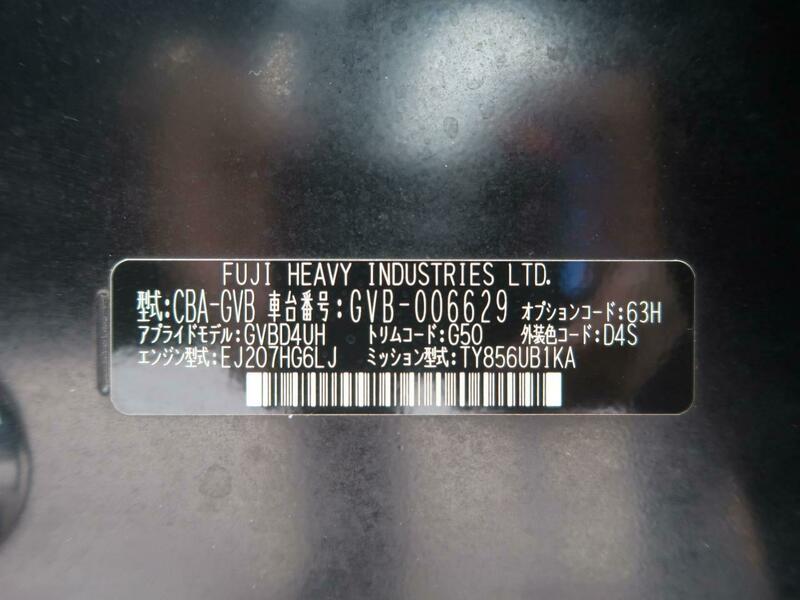 FUJI HEAVY INDUSTRIES LTD.
型式:CBA-GVB 車台番号:GVB-006629 オプションコード:63H
アプライドモデル:GVBD4UH トリムコード:G50 外装色コード:D4S
エンジン型式:EJ207HG6LJ ミッション型式:TY856UB1KA